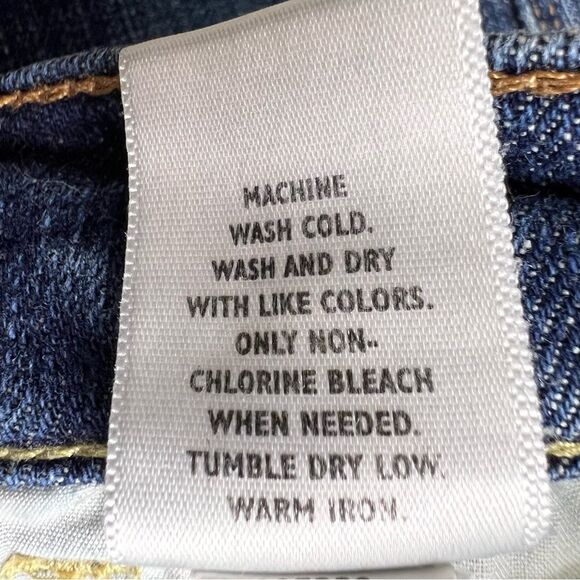 MACHINE
WASH COLD.
WASH AND DRY
WITH LIKE COLORS.
ONLY NON-
CHLORINE BLEACH
WHEN NEEDED.
TUMBLE DRY LOW.
WARM IRON.